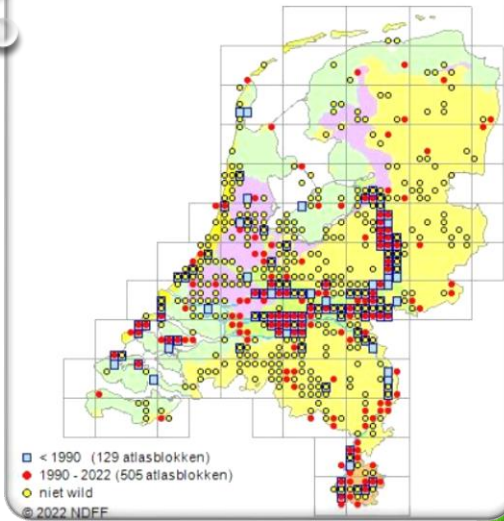 < 1990 (129 atlasblokken)
1990 - 2022 (505 atlasblokken)
niet wild
© 2022 NDFF